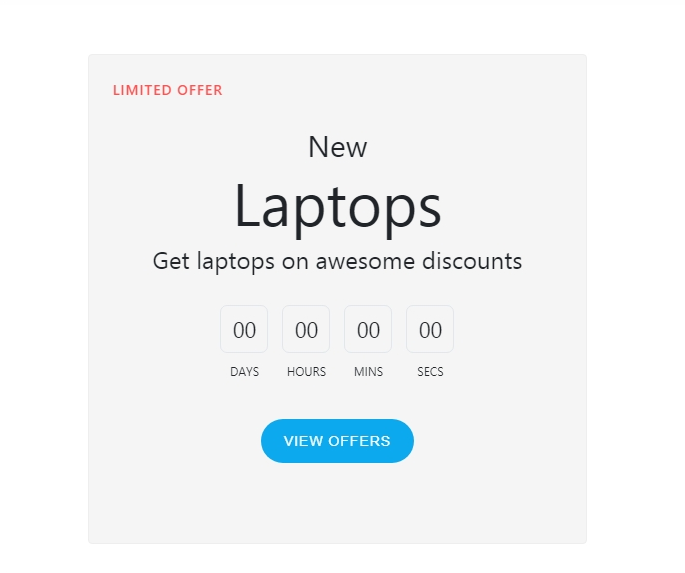 LIMITED OFFER
New
Laptops
Get laptops on awesome discounts
00 00 00 00
DAYS HOURS MINS SECS
VIEW OFFERS